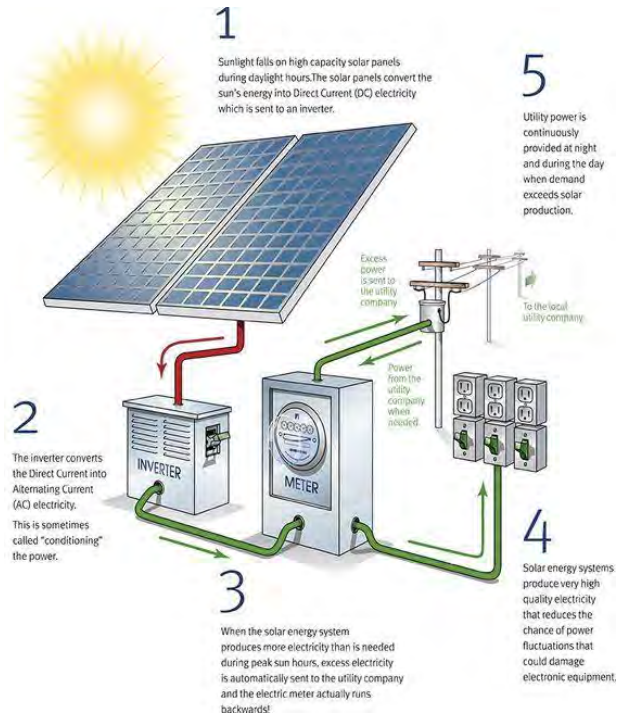 1
Sunlight falls on high capacity solar panels
during daylight hours.The solar panels convert the
sun's energy into Direct Current (DC) electricity
which is sent to an inverter.
5
Utility power is
continuously
provided at night
and during the day
when demand
exceeds solar
production.
Excess
power
is sent to
the utility
company
To the local
utility company
Power
from the
utility
company
when
needed
2
The inverter converts
the Direct Current into
Alternating Current
(AC) electricity.
This is sometimes
called "conditioning"
the power.
INVERTER
METER
3
When the solar energy system
produces more electricity than is needed
during peak sun hours, excess electricity
is automatically sent to the utility company
and the electric meter actually runs
backwards!
4
Solar energy systems
produce very high
quality electricity
that reduces the
chance of power
fluctuations that
could damage
electronic equipment.